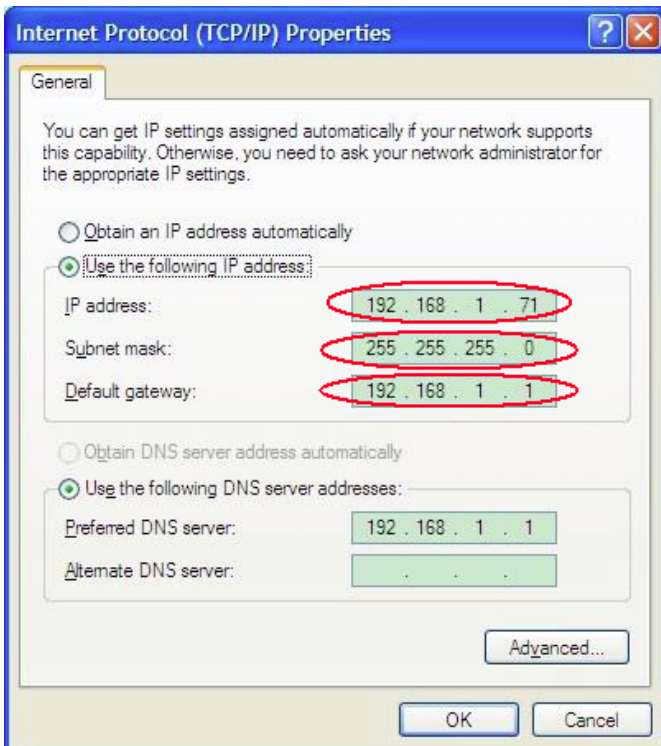 Internet Protocol (TCP/IP) Properties
General
You can get IP settings assigned automatically if your network supports
this capability. Otherwise, you need to ask your network administrator for
the appropriate IP settings.
Obtain an IP address automatically
Use the following IP address:
IP address: 192 . 168 . 1 . 71
Subnet mask: 255 . 255 . 255 . 0
Default gateway: 192 . 168 . 1 . 1
Obtain DNS server address automatically
Use the following DNS server addresses:
Preferred DNS server: 192 . 168 . 1 . 1
Alternate DNS server: . . .
Advanced...
OK Cancel